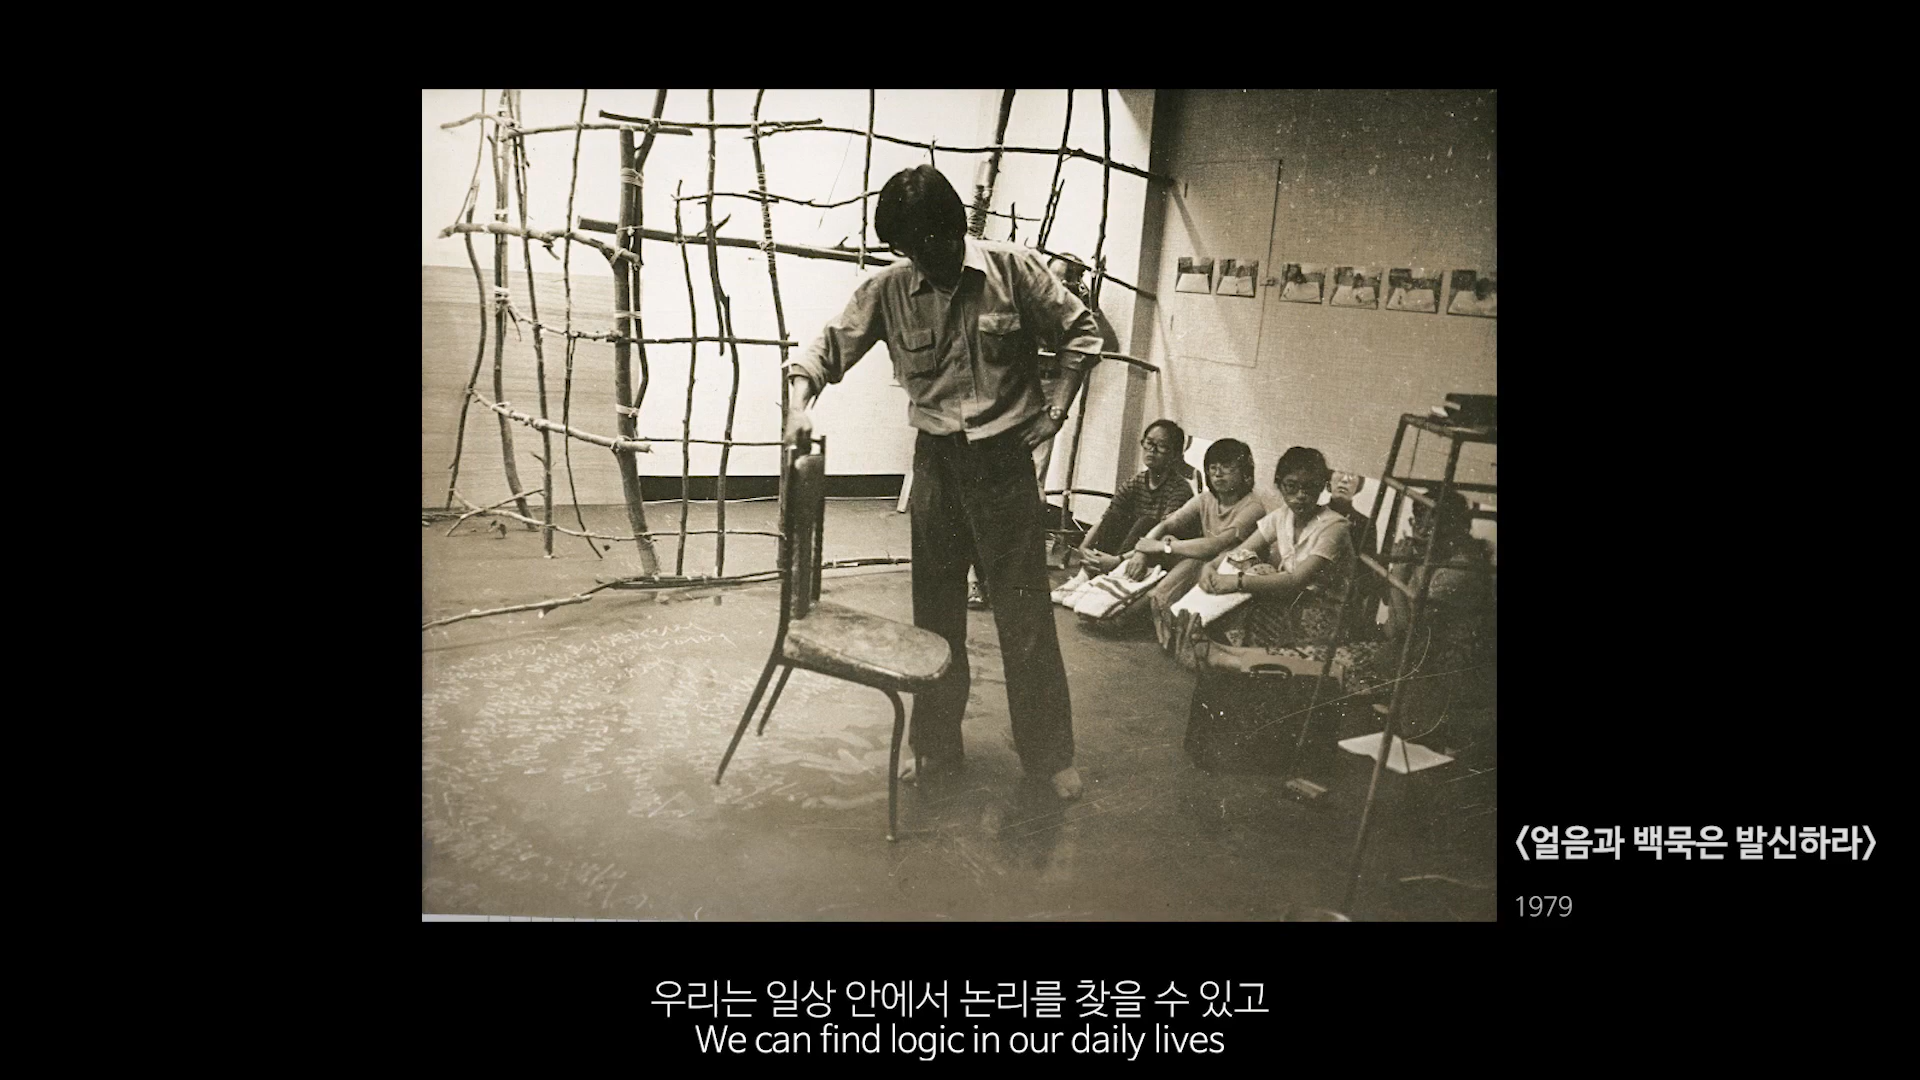 〈얼음과 백묵은 발신하라〉
1979
우리는 일상 안에서 논리를 찾을 수 있고
We can find logic in our daily lives